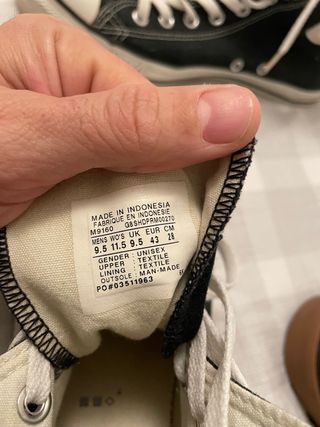 MADE IN INDONESIA
FABRIQUE EN INDONESIE
M9160 G8SHDPRM00270
MENS WO'S UK EUR CM
9.5 11.5 9.5 43 28
GENDER : UNISEX
UPPER : TEXTILE
LINING : TEXTILE
OUTSOLE : MAN-MADE
PO#03511963